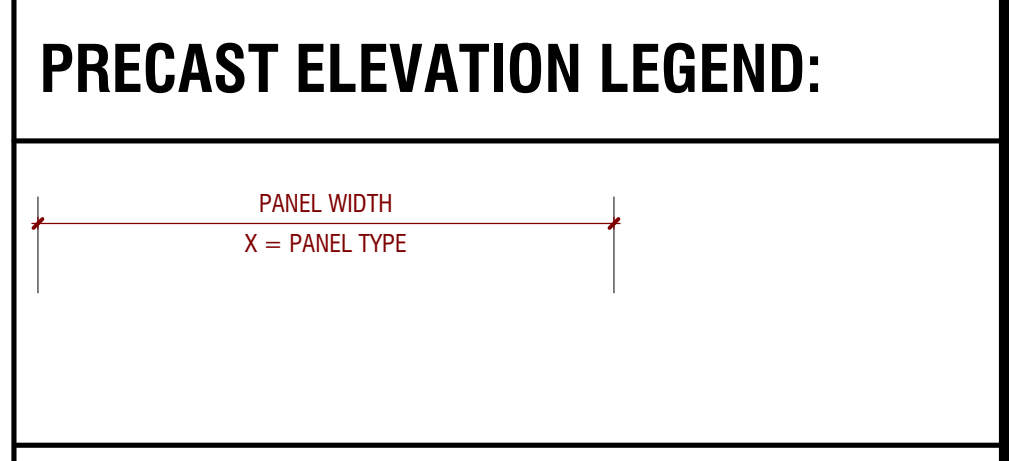 PRECAST ELEVATION LEGEND:
PANEL WIDTH
X = PANEL TYPE